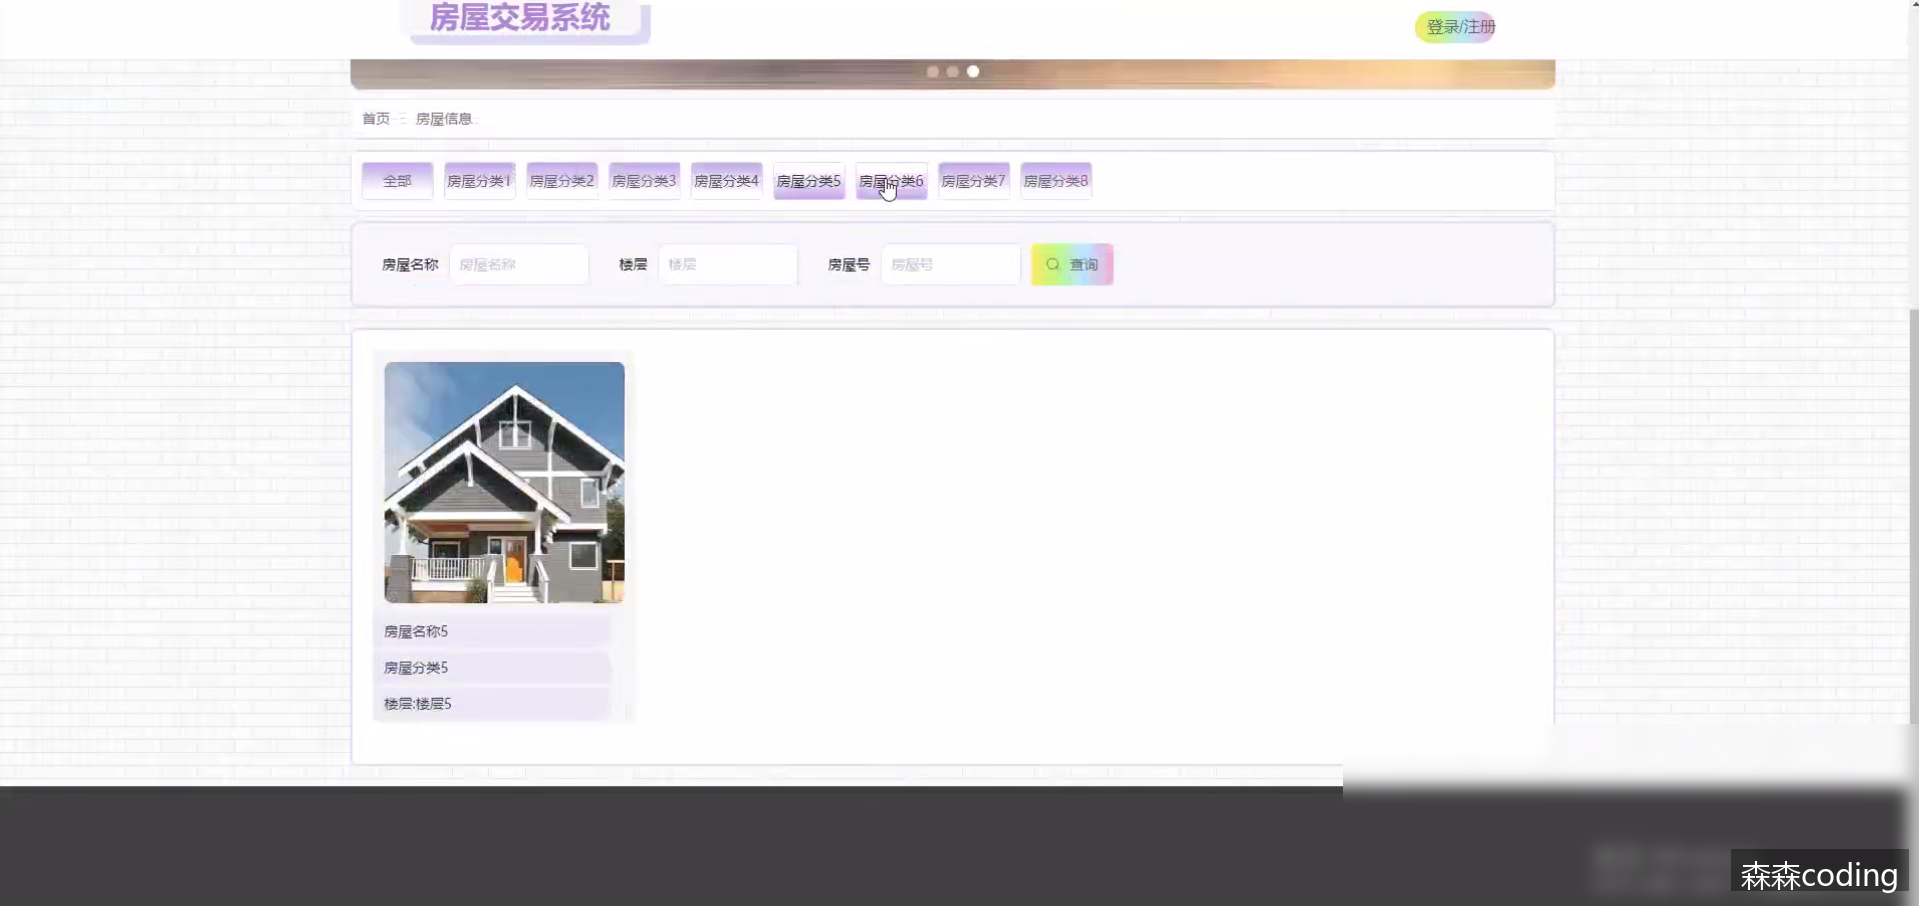 房屋交易系统
登录/注册
首页
房屋信息
全部 房屋分类1 房屋分类2 房屋分类3 房屋分类4 房屋分类5 房屋分类6 房屋分类7 房屋分类8
房屋名称 房屋名称 楼层 楼层 房屋号 房屋号 查询
房屋名称5
房屋分类5
楼层:楼层5
森森coding